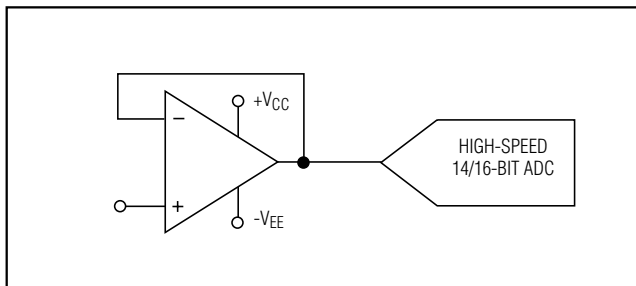 +VCC
−
HIGH-SPEED
14/16-BIT ADC
+
-VEE